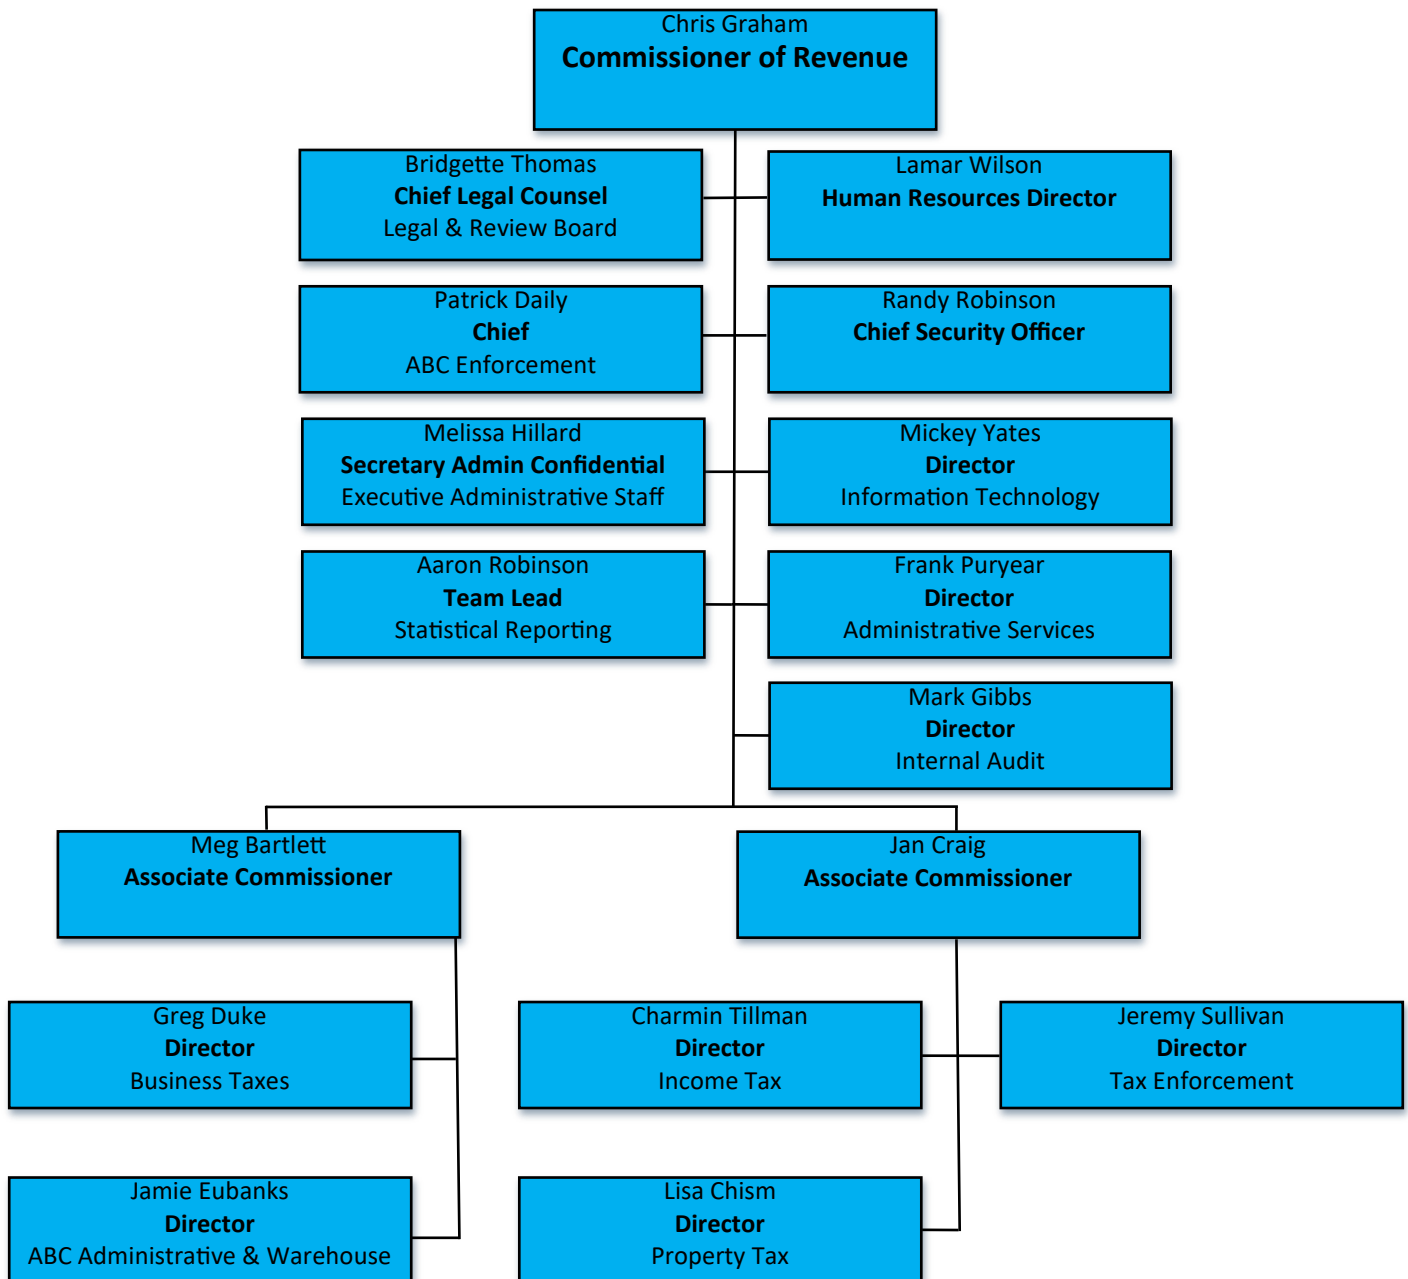 Chris Graham
Commissioner of Revenue
Bridgette Thomas
Chief Legal Counsel
Legal & Review Board
Lamar Wilson
Human Resources Director
Patrick Daily
Chief
ABC Enforcement
Randy Robinson
Chief Security Officer
Melissa Hillard
Secretary Admin Confidential
Executive Administrative Staff
Mickey Yates
Director
Information Technology
Aaron Robinson
Team Lead
Statistical Reporting
Frank Puryear
Director
Administrative Services
Mark Gibbs
Director
Internal Audit
Meg Bartlett
Associate Commissioner
Jan Craig
Associate Commissioner
Greg Duke
Director
Business Taxes
Charmin Tillman
Director
Income Tax
Jeremy Sullivan
Director
Tax Enforcement
Jamie Eubanks
Director
ABC Administrative & Warehouse
Lisa Chism
Director
Property Tax